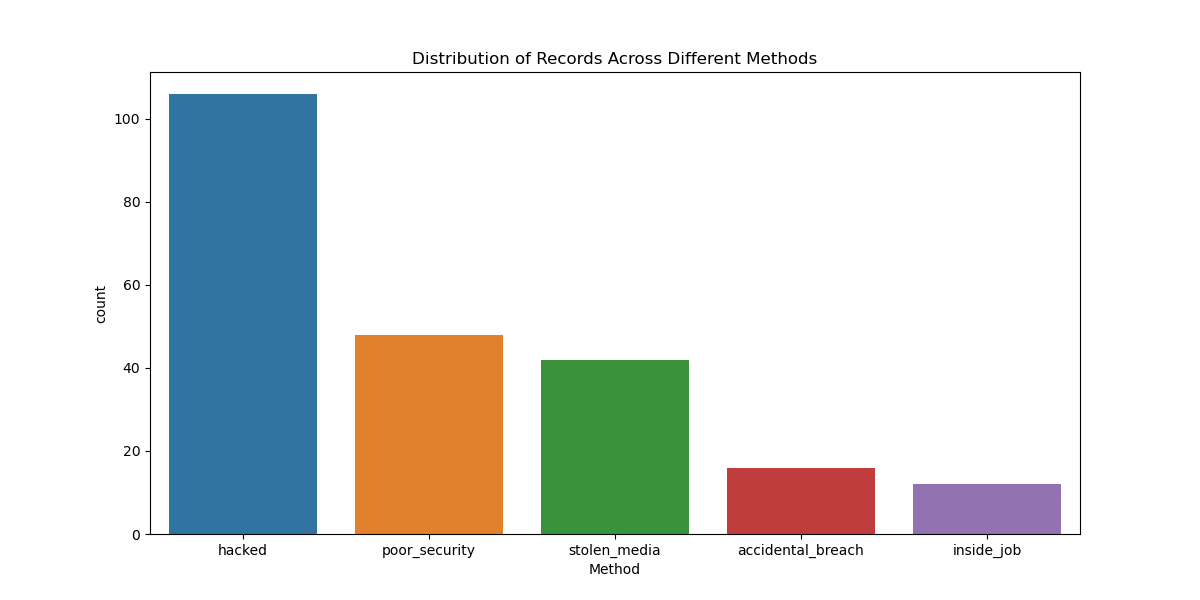 Distribution of Records Across Different Methods
count
100
80
60
40
20
0
hacked poor_security stolen_media accidental_breach inside_job
Method